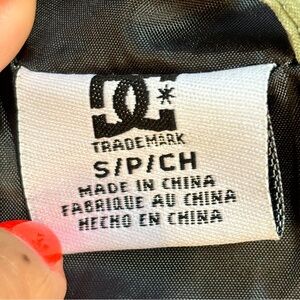 TRADEMARK
S/P/CH
MADE IN CHINA
FABRIQUE AU CHINA
HECHO EN CHINA